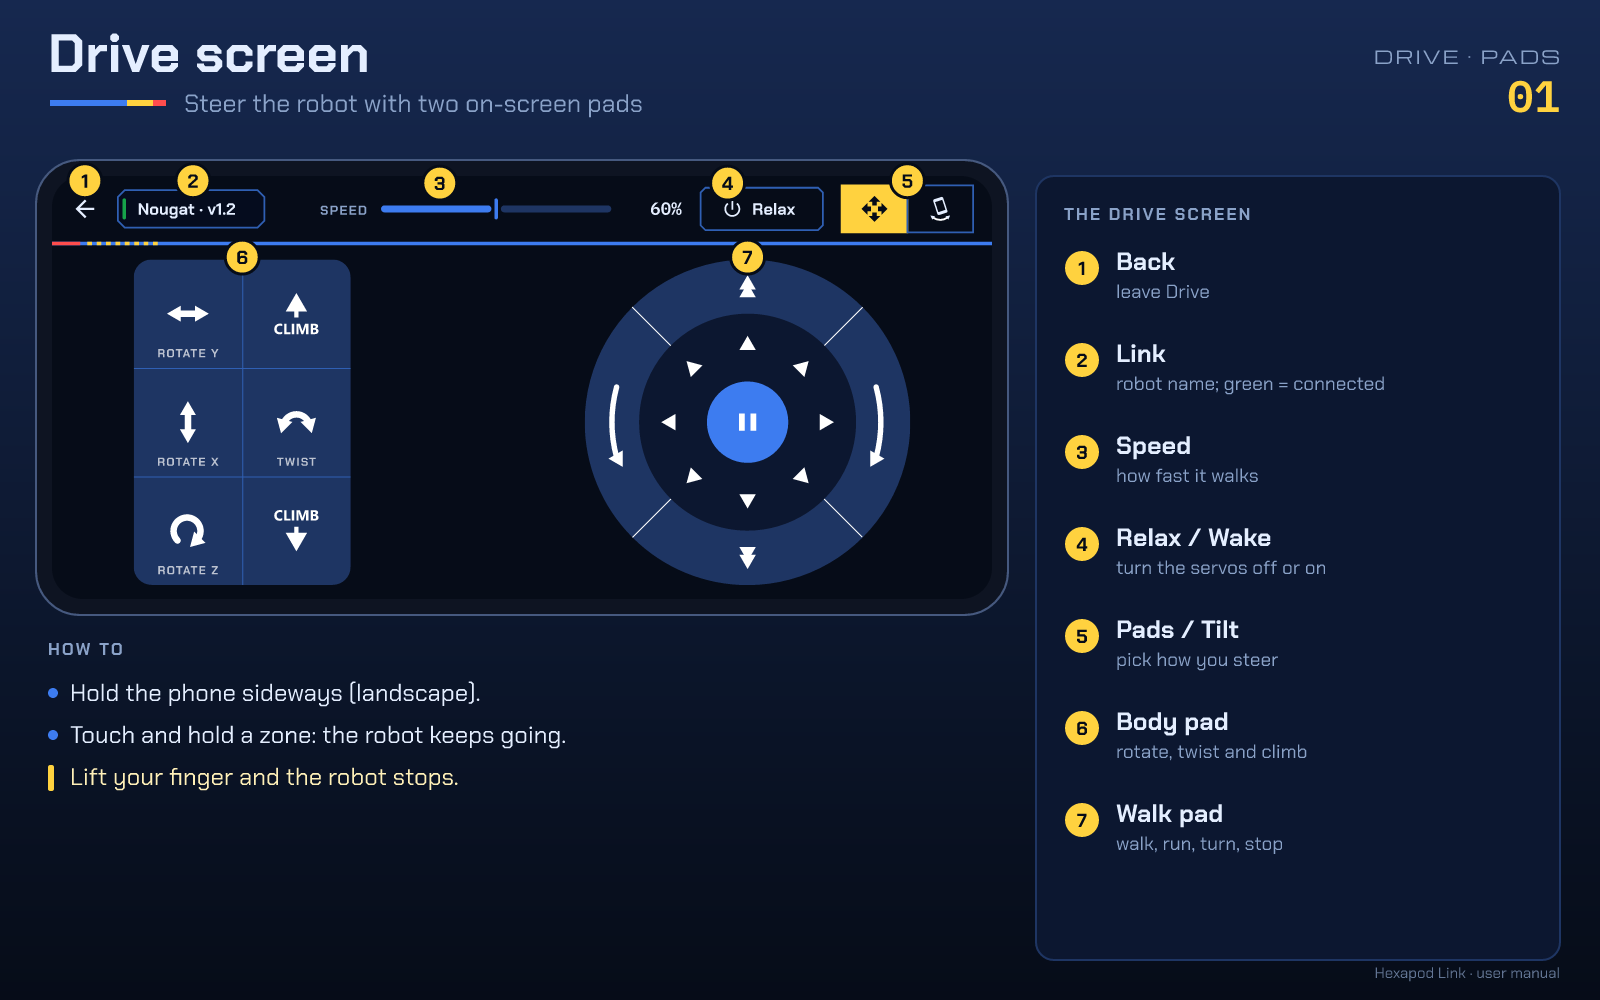 Drive screen
Steer the robot with two on-screen pads
DRIVE · PADS
01
1
2
3
4
5
Nougat · v1.2
SPEED
60%
Relax
6
7
ROTATE Y
CLIMB
ROTATE X
TWIST
ROTATE Z
CLIMB
HOW TO
Hold the phone sideways (landscape).
Touch and hold a zone: the robot keeps going.
Lift your finger and the robot stops.
THE DRIVE SCREEN
1
Back
leave Drive
2
Link
robot name; green = connected
3
Speed
how fast it walks
4
Relax / Wake
turn the servos off or on
5
Pads / Tilt
pick how you steer
6
Body pad
rotate, twist and climb
7
Walk pad
walk, run, turn, stop
Hexapod Link · user manual